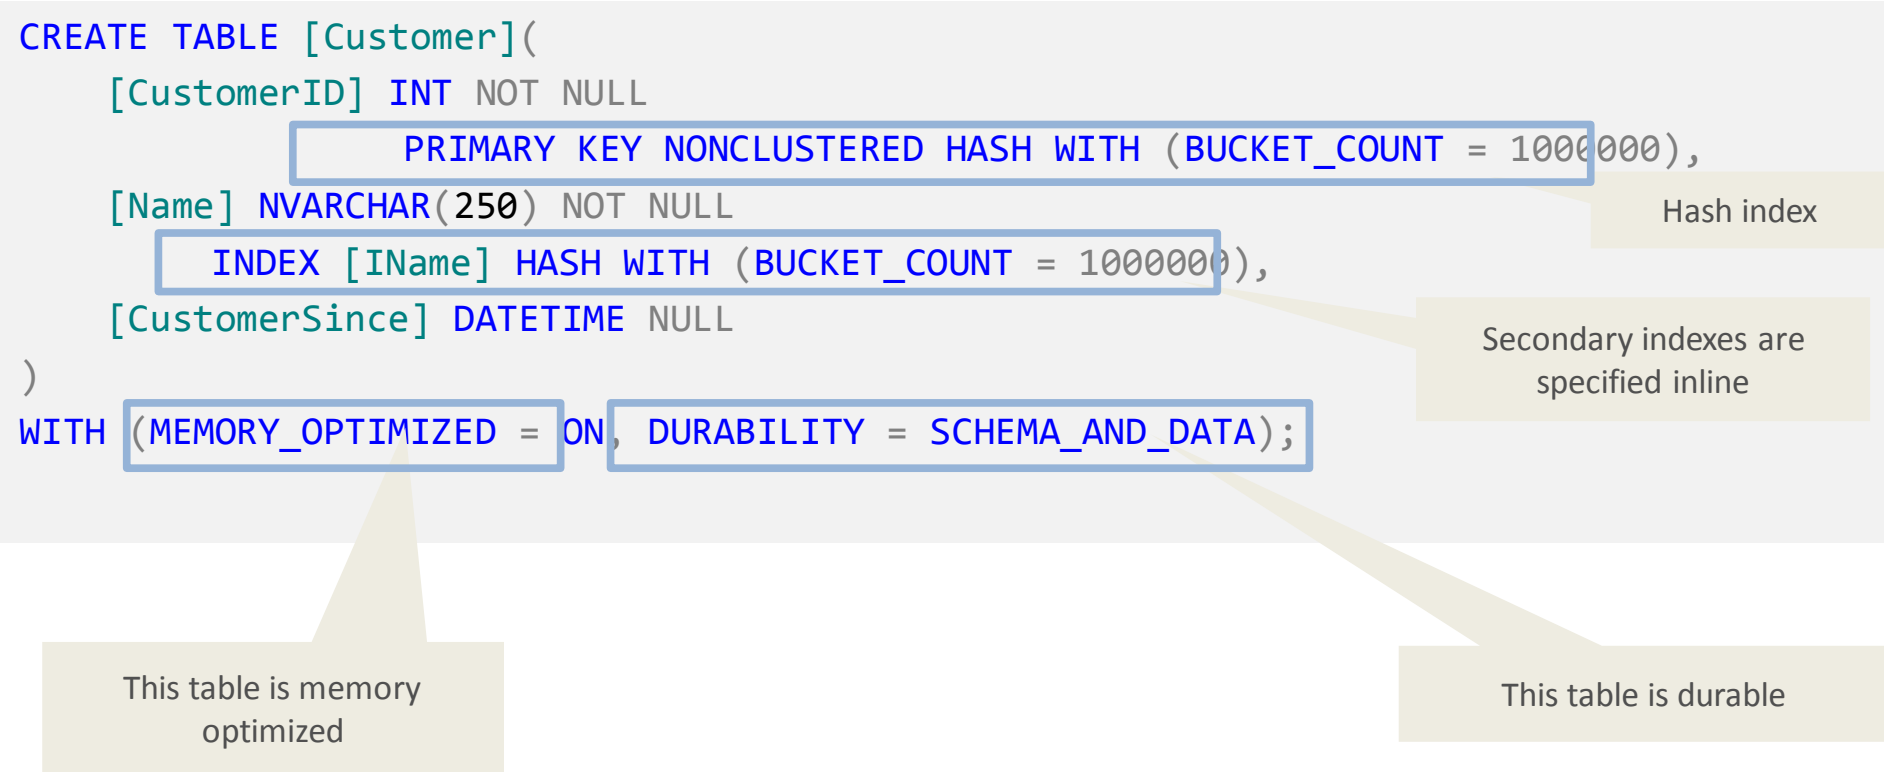 CREATE TABLE [Customer](
[CustomerID] INT NOT NULL
PRIMARY KEY NONCLUSTERED HASH WITH (BUCKET_COUNT = 1000000),
[Name] NVARCHAR(250) NOT NULL
Hash index
INDEX [IName] HASH WITH (BUCKET_COUNT = 1000000),
[CustomerSince] DATETIME NULL
Secondary indexes are
specified inline
)
WITH (MEMORY_OPTIMIZED = ON, DURABILITY = SCHEMA_AND_DATA);
This table is memory
optimized
This table is durable